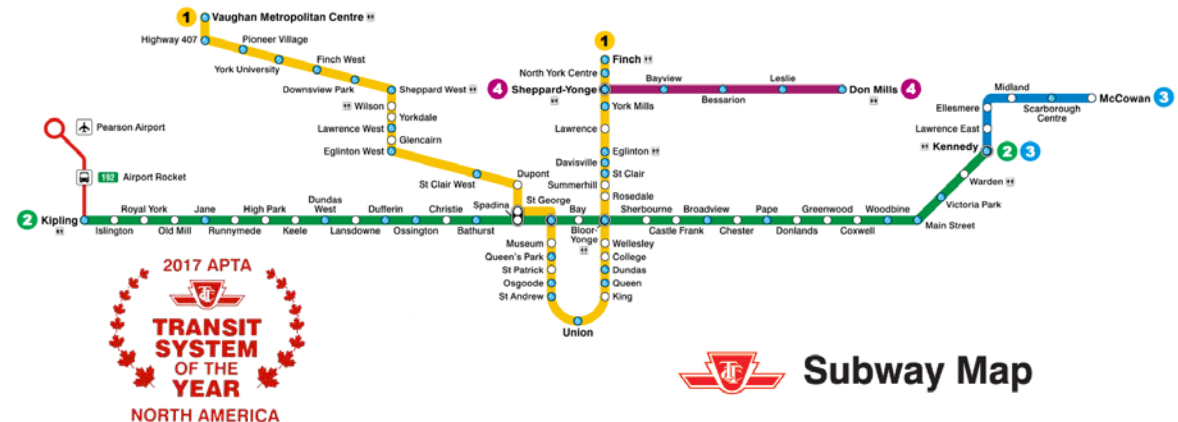 1 Vaughan Metropolitan Centre
Highway 407
Pioneer Village
York University
Finch West
Downsview Park
Sheppard West
Wilson
Yorkdale
Lawrence West
Glencairn
Eglinton West
St Clair West
Dupont
Spadina
St George
Museum
Queen's Park
St Patrick
Osgoode
St Andrew
Union
King
Queen
Dundas
College
Wellesley
Bloor-
Yonge
Rosedale
Summerhill
St Clair
Davisville
Eglinton
Lawrence
York Mills
4 Sheppard-Yonge
North York Centre
Finch
1
Bayview
Bessarion
Leslie
Don Mills 4
Pearson Airport
192 Airport Rocket
2 Kipling
Islington
Royal York
Old Mill
Jane
Runnymede
High Park
Keele
Dundas
West
Lansdowne
Dufferin
Ossington
Christie
Bathurst
Bay
Sherbourne
Castle Frank
Broadview
Chester
Pape
Donlands
Greenwood
Coxwell
Woodbine
Main Street
Victoria Park
Warden
Kennedy 2 3
Lawrence East
Ellesmere
Midland
Scarborough
Centre
McCowan 3
2017 APTA
TTC
TRANSIT
SYSTEM
OF THE
YEAR
NORTH AMERICA
TTC
Subway Map